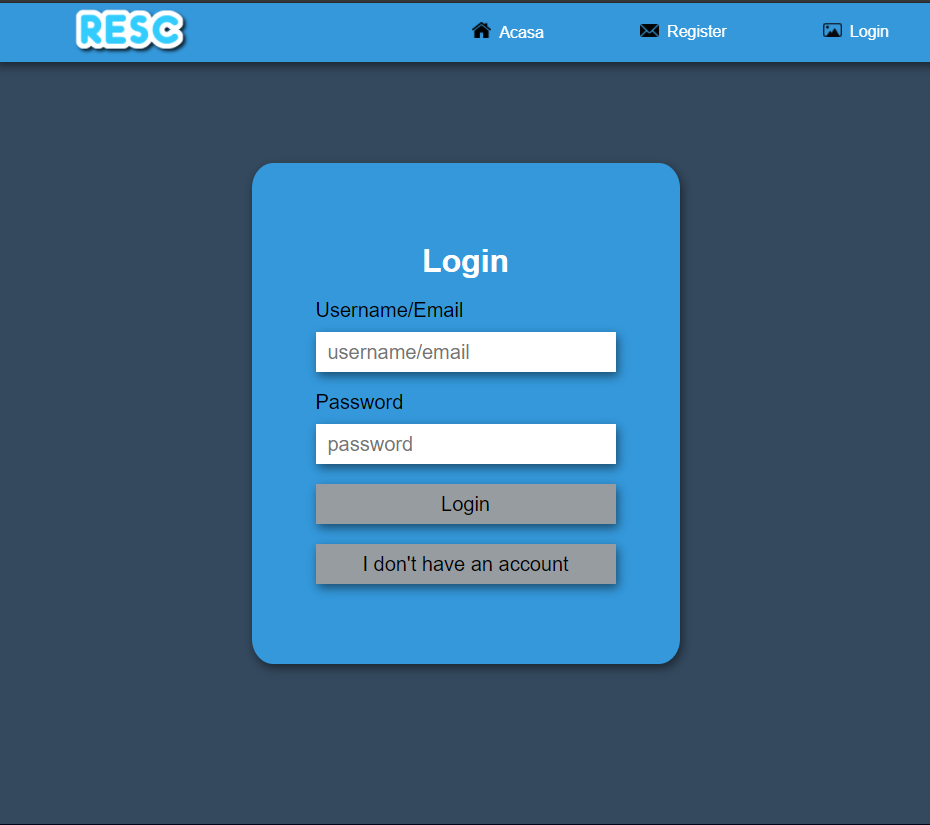 RESC
Acasa
Register
Login
Login
Username/Email
username/email
Password
password
Login
I don't have an account